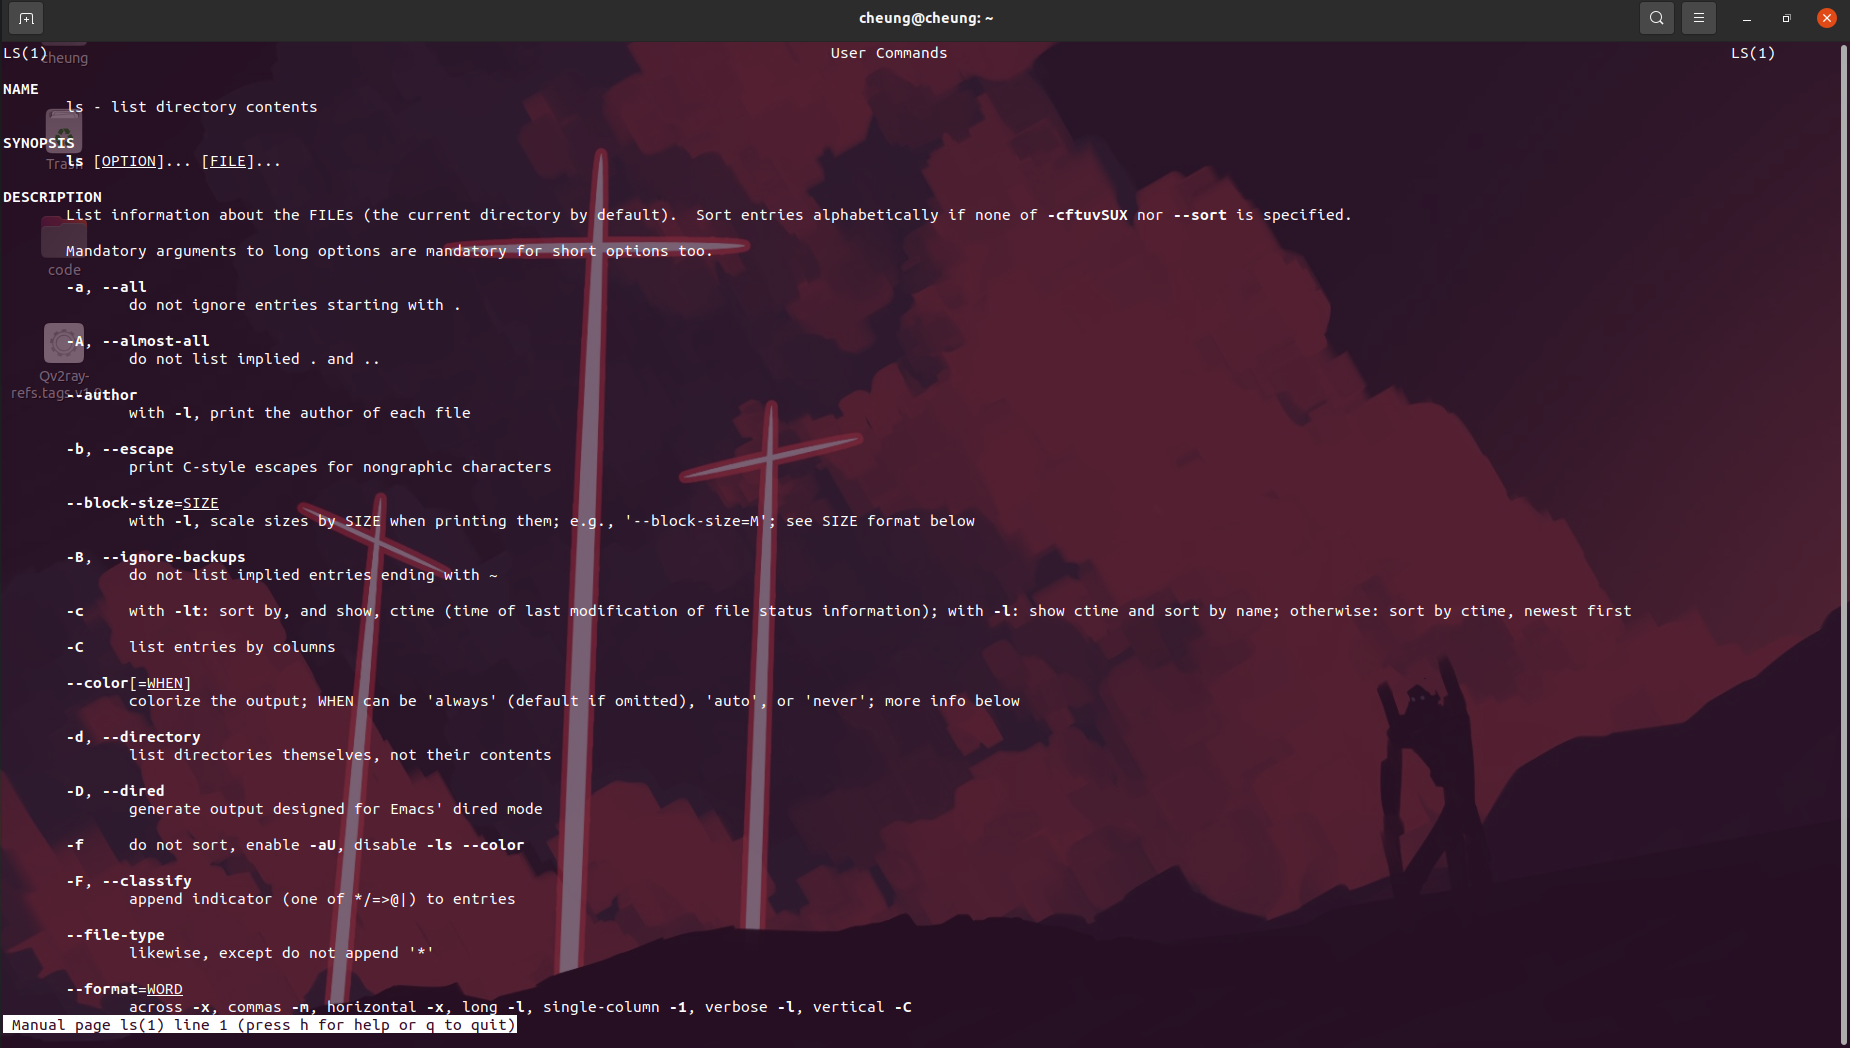 cheung@cheung: ~
LS(1) User Commands LS(1)
cheung
NAME
ls - list directory contents
SYNOPSIS
Trash
ls [OPTION]... [FILE]...
DESCRIPTION
List information about the FILEs (the current directory by default).  Sort entries alphabetically if none of -cftuvSUX nor --sort is specified.
Mandatory arguments to long options are mandatory for short options too.
code
-a, --all
do not ignore entries starting with .
-A, --almost-all
do not list implied . and ..
Qv2ray-
refs.tags.v1.9
--author
with -l, print the author of each file
-b, --escape
print C-style escapes for nongraphic characters
--block-size=SIZE
with -l, scale sizes by SIZE when printing them; e.g., '--block-size=M'; see SIZE format below
-B, --ignore-backups
do not list implied entries ending with ~
-c with -lt: sort by, and show, ctime (time of last modification of file status information); with -l: show ctime and sort by name; otherwise: sort by ctime, newest first
-C list entries by columns
--color[=WHEN]
colorize the output; WHEN can be 'always' (default if omitted), 'auto', or 'never'; more info below
-d, --directory
list directories themselves, not their contents
-D, --dired
generate output designed for Emacs' dired mode
-f do not sort, enable -aU, disable -ls --color
-F, --classify
append indicator (one of */=>@|) to entries
--file-type
likewise, except do not append '*'
--format=WORD
across -x, commas -m, horizontal -x, long -l, single-column -1, verbose -l, vertical -C
Manual page ls(1) line 1 (press h for help or q to quit)